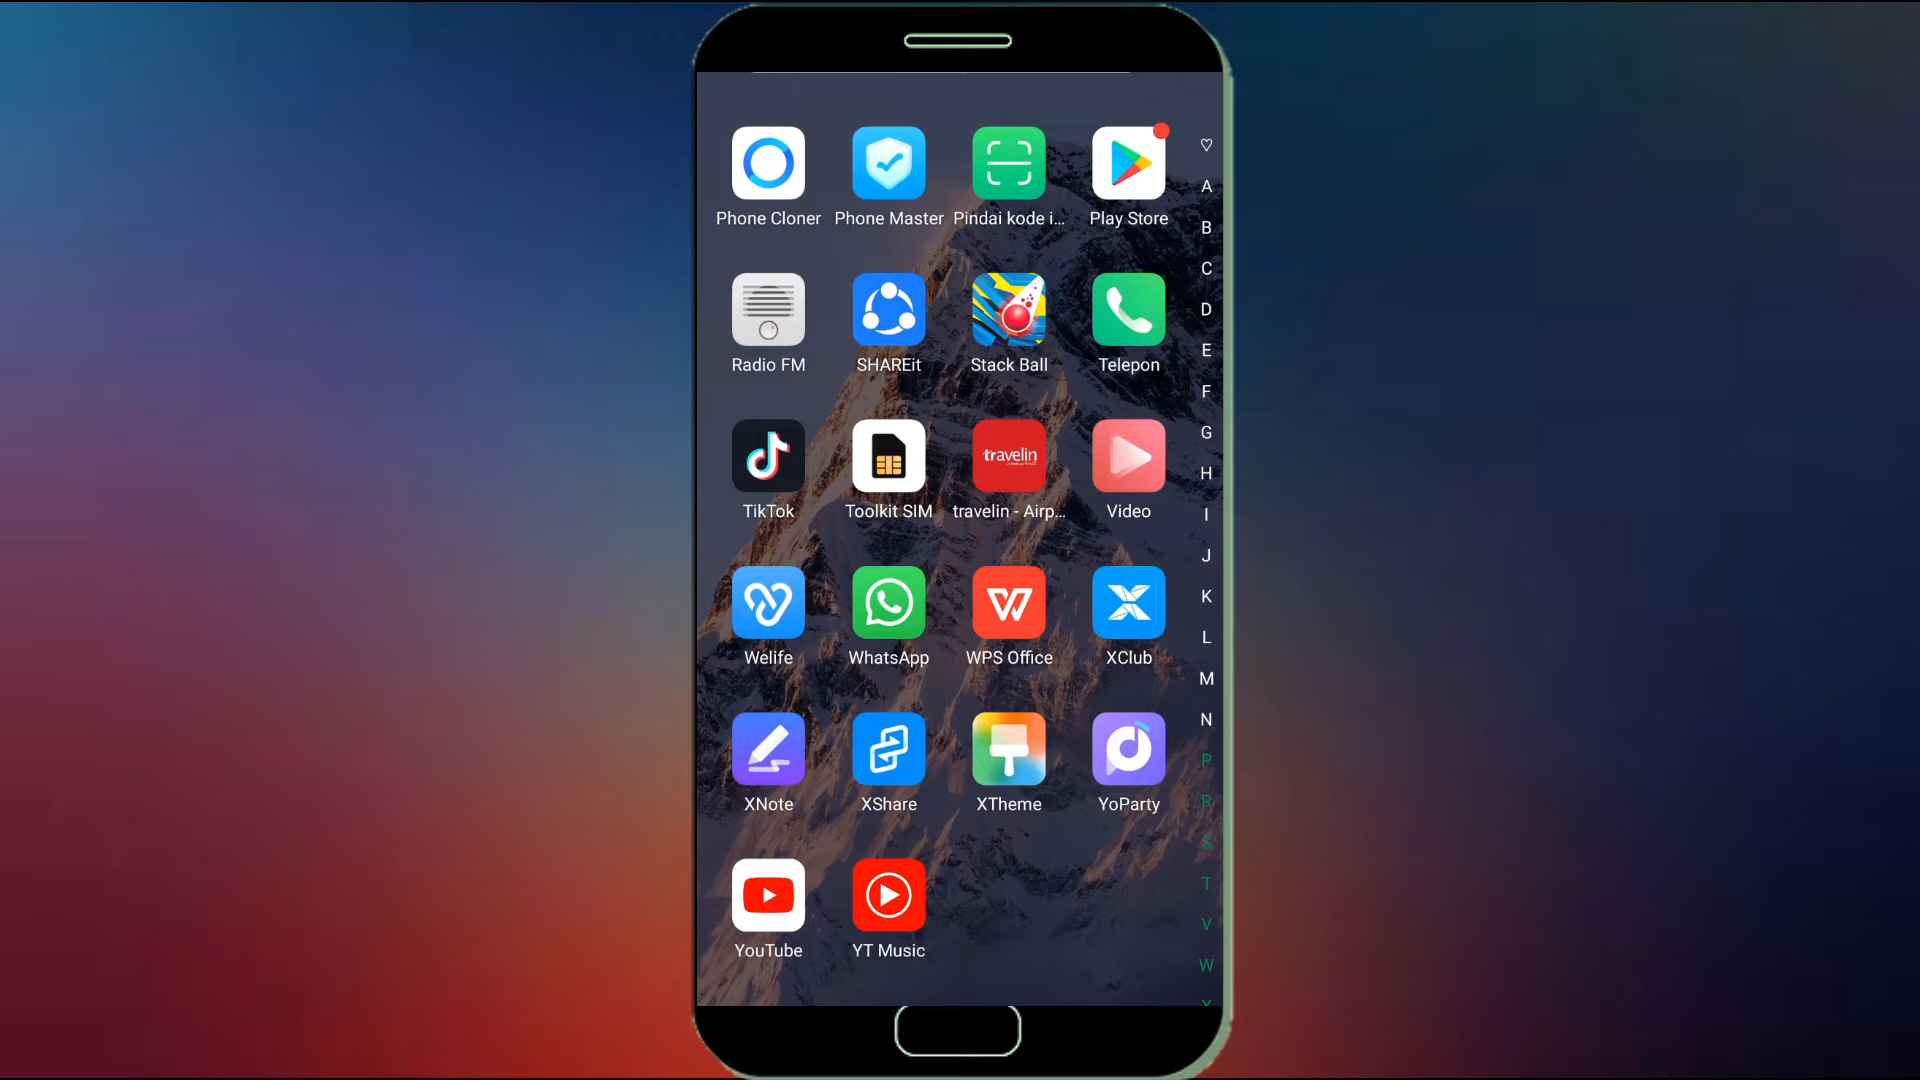 Phone Cloner
Phone Master
Pindai kode i...
Play Store
Radio FM
SHAREit
Stack Ball
Telepon
travelin
TikTok
Toolkit SIM
travelin - Airp...
Video
Welife
WhatsApp
WPS Office
XClub
XNote
XShare
XTheme
YoParty
YouTube
YT Music
A
B
C
D
E
F
G
H
I
J
K
L
M
N
P
R
S
T
V
W
X